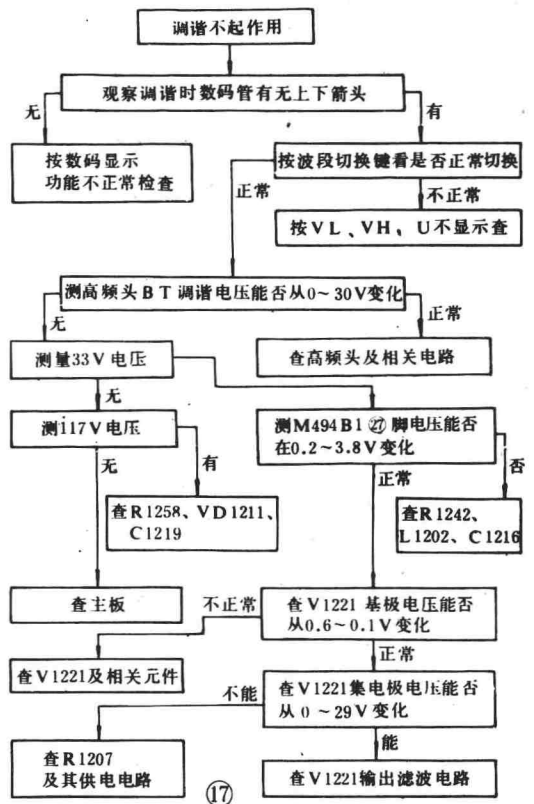 调谐不起作用
观察调谐时数码管有无上下箭头
无
有
按数码显示
功能不正常检查
按波段切换键看是否正常切换
正常
不正常
按VL、VH，U不显示查
测高频头BT调谐电压能否从0～30V变化
无
正常
测量33V电压
查高频头及相关电路
无
测117V电压
测M494B1㉗脚电压能否
在0.2～3.8V变化
无
有
正常
否
查R1258、VD1211、
C1219
查R1242、
L1202、C1216
查主板
不正常
查V1221基极电压能否
从0.6～0.1V变化
正常
查V1221及相关元件
不能
查V1221集电极电压能否
从0～29V变化
能
查R1207
及其供电电路
查V1221输出滤波电路
⑰